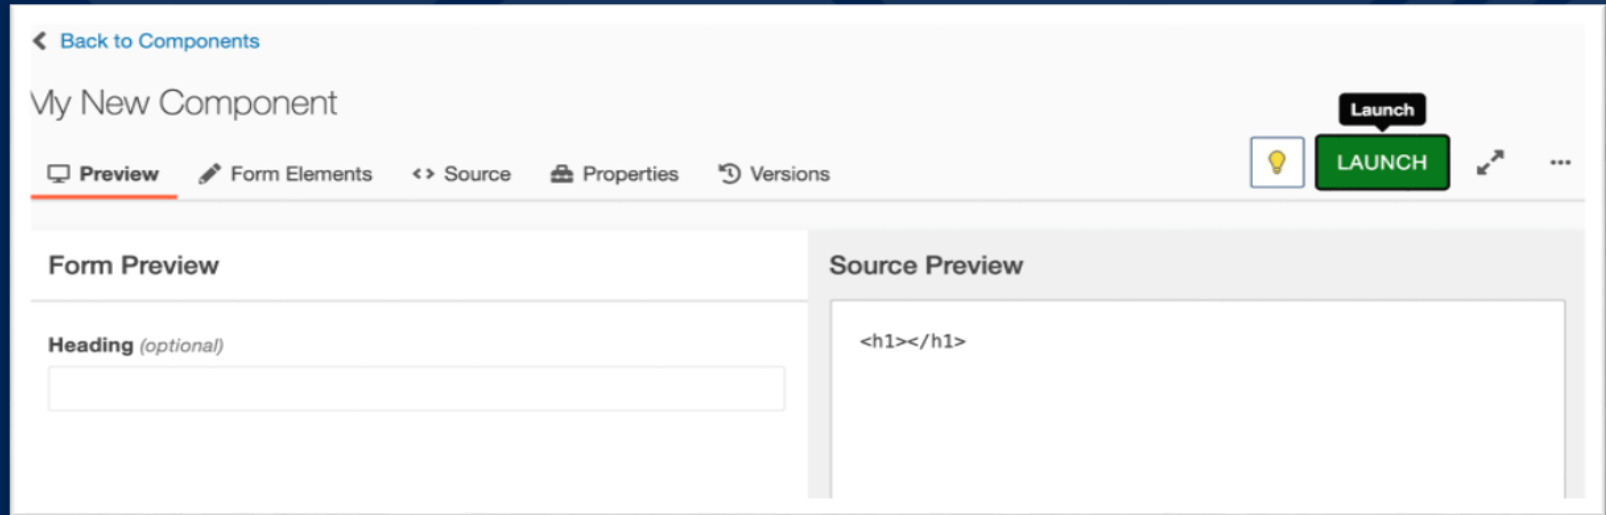 Back to Components
My New Component
Launch
Preview Form Elements <> Source Properties Versions LAUNCH ...
Form Preview
Source Preview
Heading (optional)
<h1></h1>